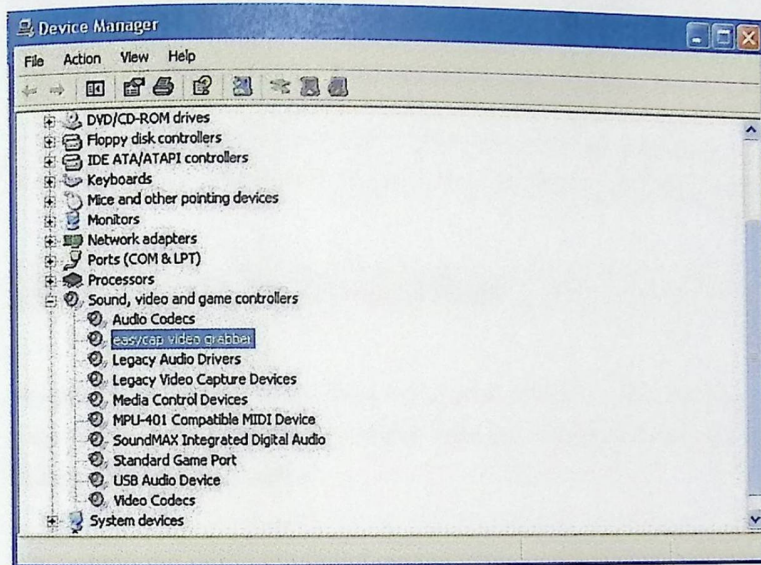 Device Manager
File Action View Help
DVD/CD-ROM drives
Floppy disk controllers
IDE ATA/ATAPI controllers
Keyboards
Mice and other pointing devices
Monitors
Network adapters
Ports (COM & LPT)
Processors
Sound, video and game controllers
Audio Codecs
easycap video grabber
Legacy Audio Drivers
Legacy Video Capture Devices
Media Control Devices
MPU-401 Compatible MIDI Device
SoundMAX Integrated Digital Audio
Standard Game Port
USB Audio Device
Video Codecs
System devices